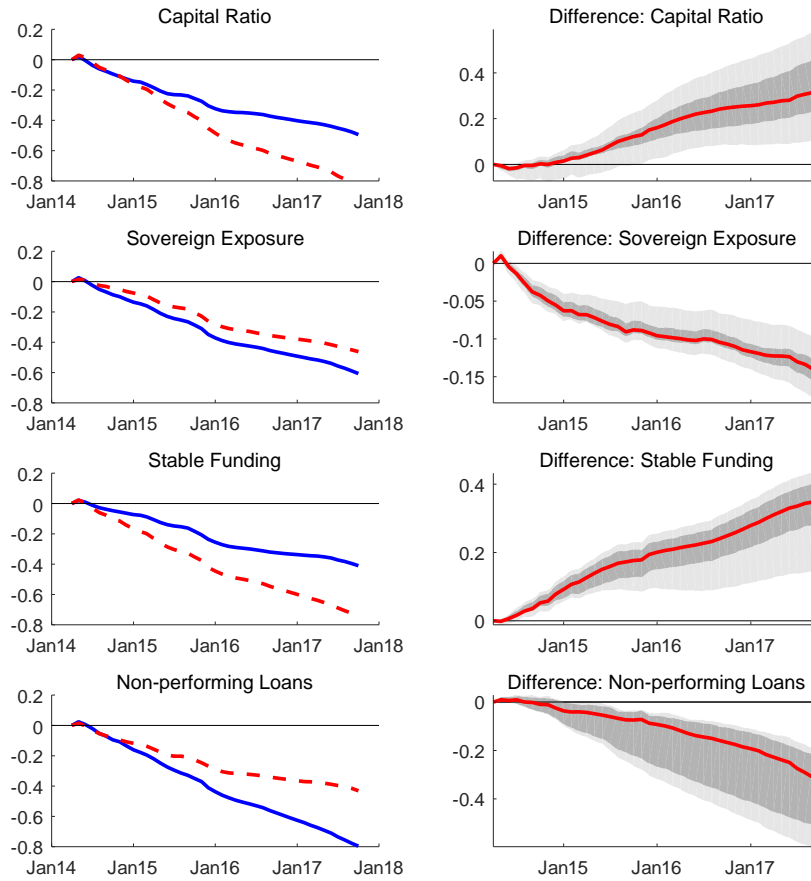 Capital Ratio
0.2
0
-0.2
-0.4
-0.6
-0.8
Jan14 Jan15 Jan16 Jan17 Jan18
Difference: Capital Ratio
0.4
0.2
0
Jan15 Jan16 Jan17
Sovereign Exposure
0.2
0
-0.2
-0.4
-0.6
-0.8
Jan14 Jan15 Jan16 Jan17 Jan18
Difference: Sovereign Exposure
0
-0.05
-0.1
-0.15
Jan15 Jan16 Jan17
Stable Funding
0.2
0
-0.2
-0.4
-0.6
-0.8
Jan14 Jan15 Jan16 Jan17 Jan18
Difference: Stable Funding
0.4
0.2
0
Jan15 Jan16 Jan17
Non-performing Loans
0.2
0
-0.2
-0.4
-0.6
-0.8
Jan14 Jan15 Jan16 Jan17 Jan18
Difference: Non-performing Loans
0
-0.2
-0.4
Jan15 Jan16 Jan17